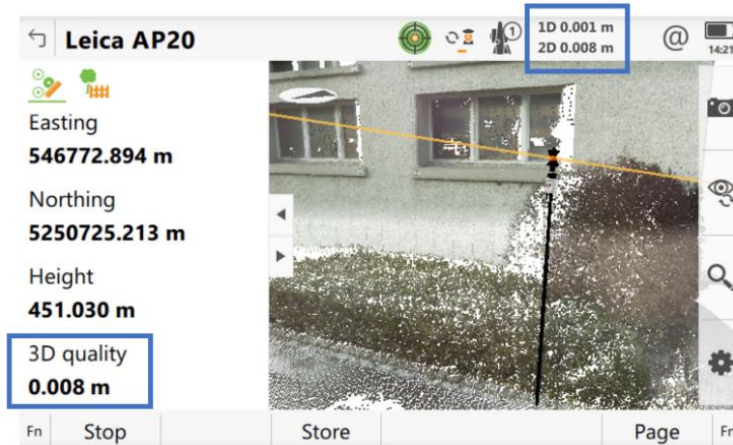 Leica AP20
1
1D 0.001 m
2D 0.008 m
@
14:21
Easting
546772.894 m
Northing
5250725.213 m
Height
451.030 m
3D quality
0.008 m
Fn Stop Store Page Fn